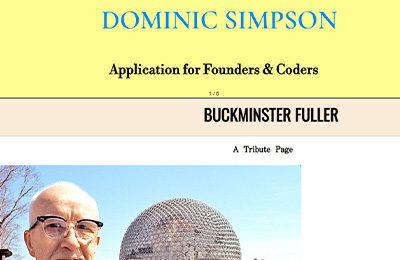 DOMINIC SIMPSON
Application for Founders & Coders
1 / 6
BUCKMINSTER FULLER
A Tribute Page